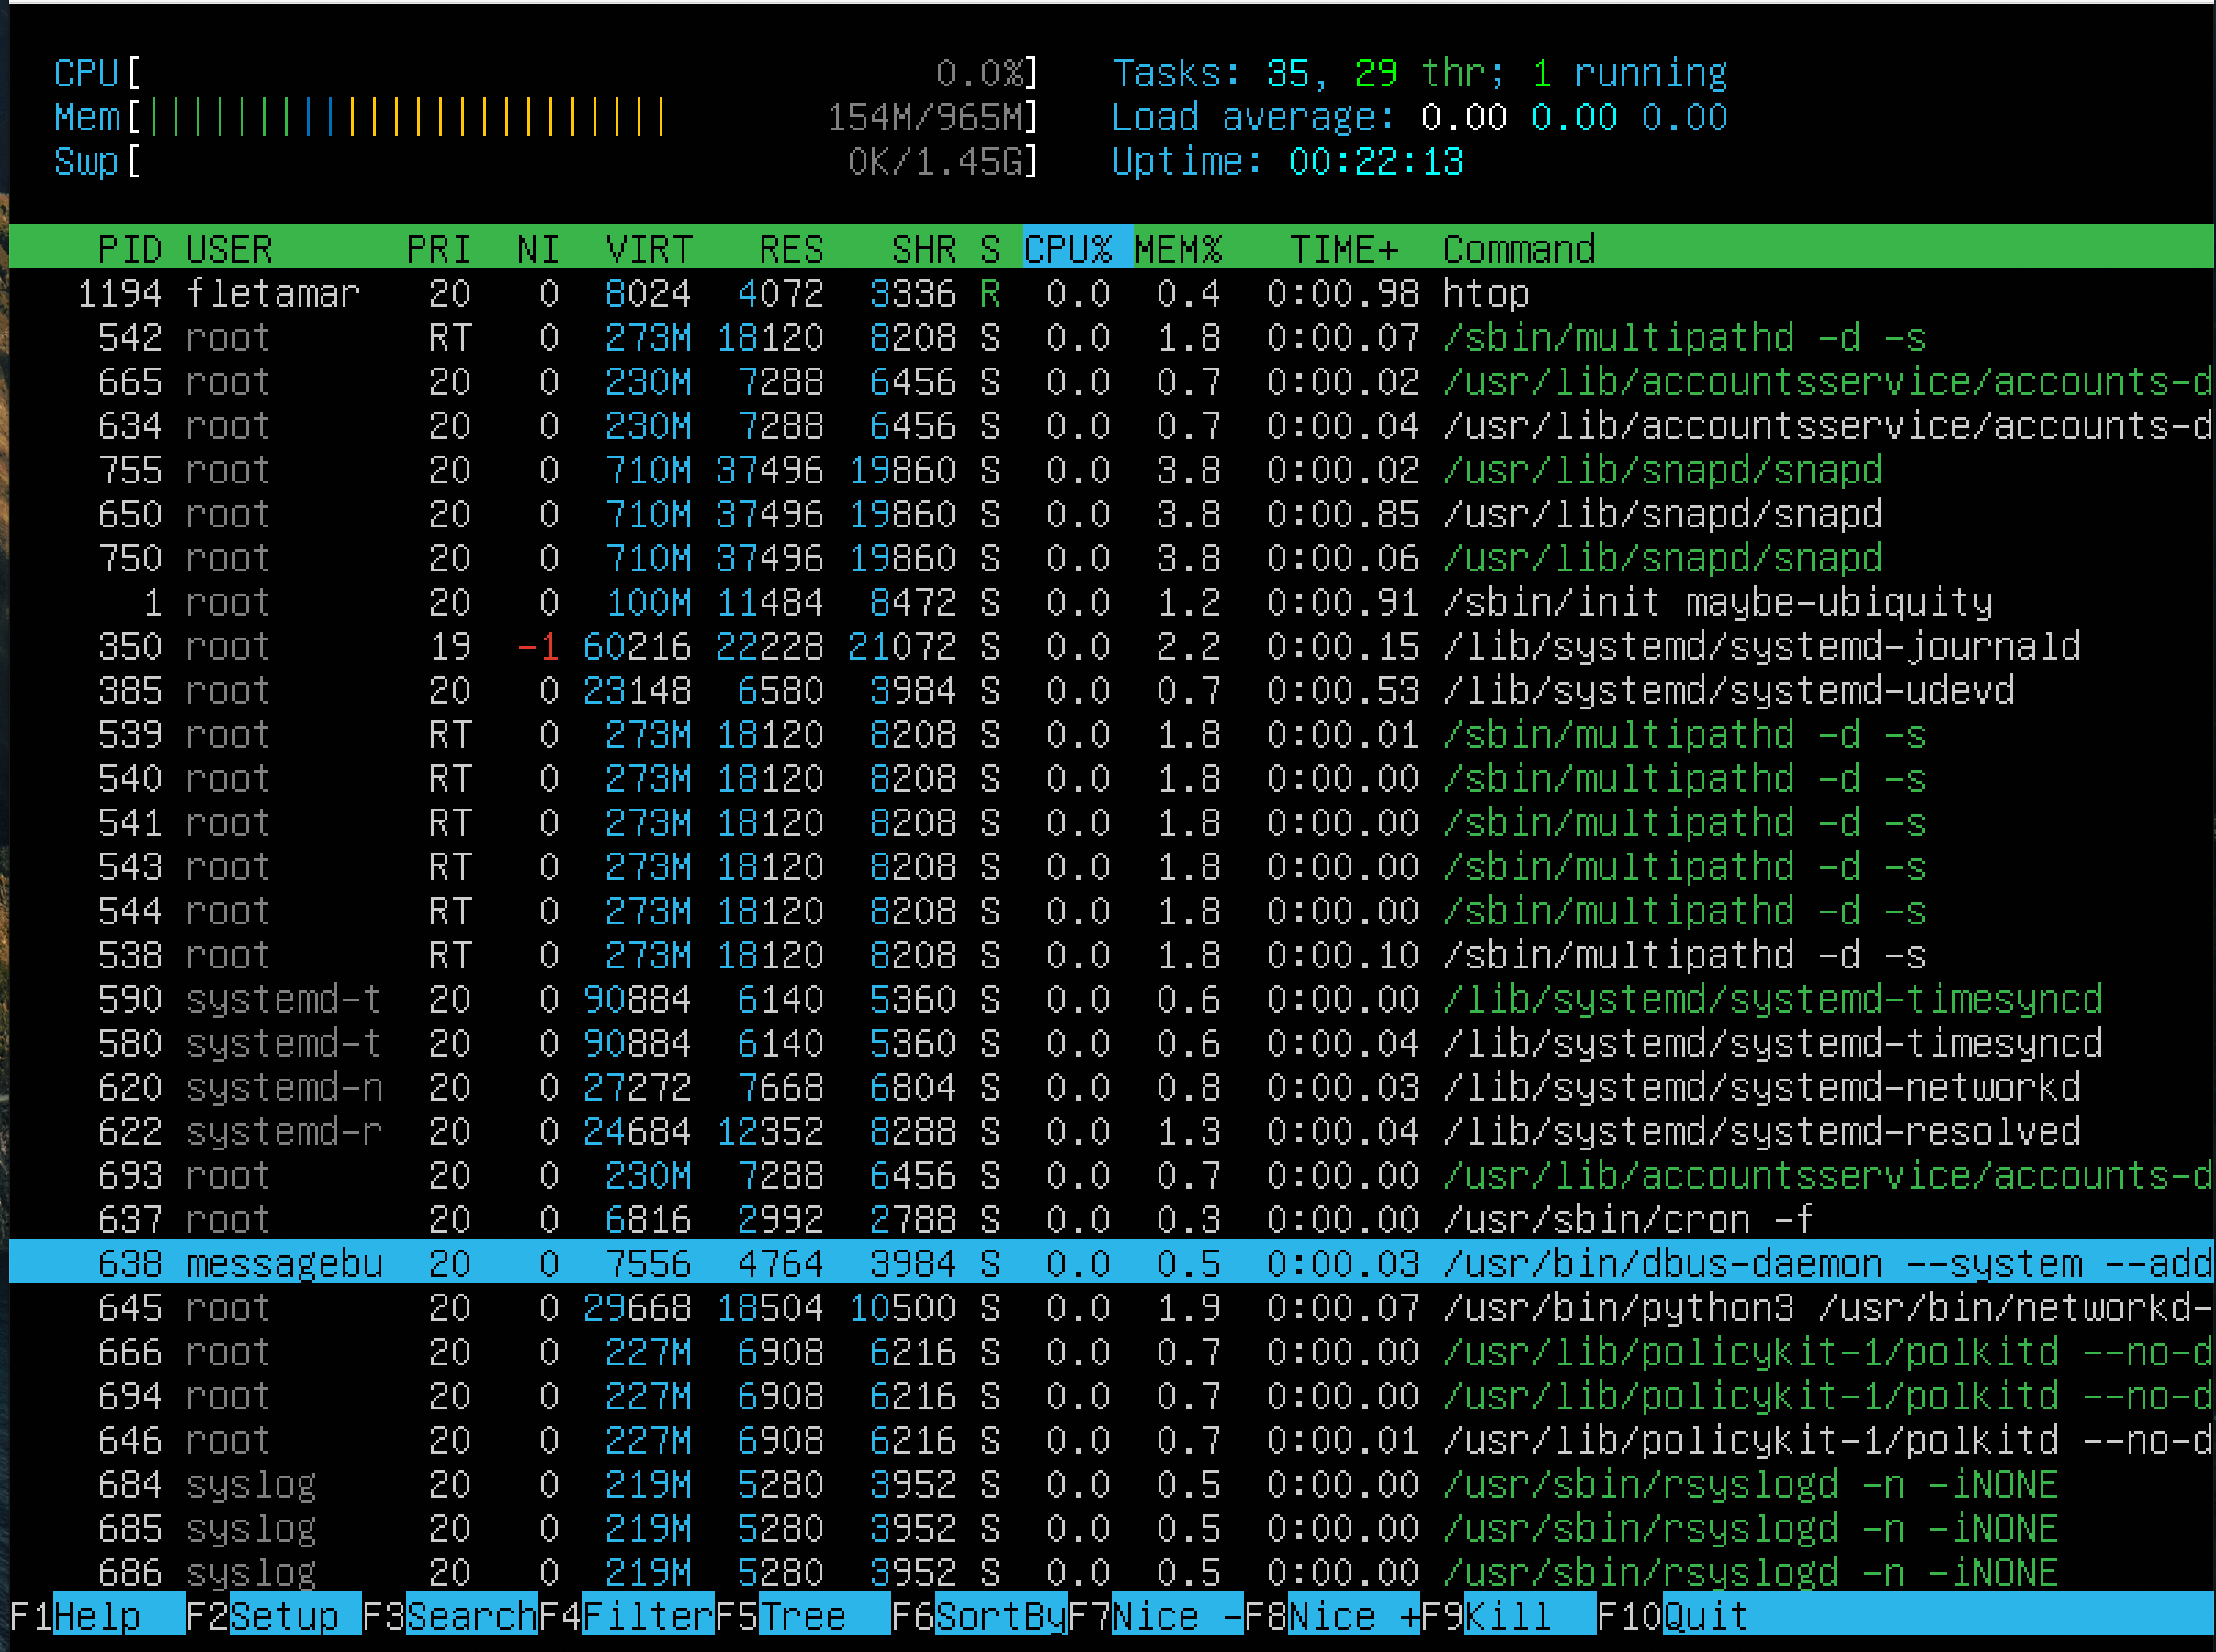 CPU[ 0.0%] Tasks: 35, 29 thr; 1 running
Mem[||||||||||||||||||||||||154M/965M] Load average: 0.00 0.00 0.00
Swp[ 0K/1.45G] Uptime: 00:22:13
PID USER PRI NI VIRT RES SHR S CPU% MEM% TIME+ Command
1194 fletamar 20 0 8024 4072 3336 R 0.0 0.4 0:00.98 htop
542 root RT 0 273M 18120 8208 S 0.0 1.8 0:00.07 /sbin/multipathd -d -s
665 root 20 0 230M 7288 6456 S 0.0 0.7 0:00.02 /usr/lib/accountsservice/accounts-d
634 root 20 0 230M 7288 6456 S 0.0 0.7 0:00.04 /usr/lib/accountsservice/accounts-d
755 root 20 0 710M 37496 19860 S 0.0 3.8 0:00.02 /usr/lib/snapd/snapd
650 root 20 0 710M 37496 19860 S 0.0 3.8 0:00.85 /usr/lib/snapd/snapd
750 root 20 0 710M 37496 19860 S 0.0 3.8 0:00.06 /usr/lib/snapd/snapd
1 root 20 0 100M 11484 8472 S 0.0 1.2 0:00.91 /sbin/init maybe-ubiquity
350 root 19 -1 60216 22228 21072 S 0.0 2.2 0:00.15 /lib/systemd/systemd-journald
385 root 20 0 23148 6580 3984 S 0.0 0.7 0:00.53 /lib/systemd/systemd-udevd
539 root RT 0 273M 18120 8208 S 0.0 1.8 0:00.01 /sbin/multipathd -d -s
540 root RT 0 273M 18120 8208 S 0.0 1.8 0:00.00 /sbin/multipathd -d -s
541 root RT 0 273M 18120 8208 S 0.0 1.8 0:00.00 /sbin/multipathd -d -s
543 root RT 0 273M 18120 8208 S 0.0 1.8 0:00.00 /sbin/multipathd -d -s
544 root RT 0 273M 18120 8208 S 0.0 1.8 0:00.00 /sbin/multipathd -d -s
538 root RT 0 273M 18120 8208 S 0.0 1.8 0:00.10 /sbin/multipathd -d -s
590 systemd-t 20 0 90884 6140 5360 S 0.0 0.6 0:00.00 /lib/systemd/systemd-timesyncd
580 systemd-t 20 0 90884 6140 5360 S 0.0 0.6 0:00.04 /lib/systemd/systemd-timesyncd
620 systemd-n 20 0 27272 7668 6804 S 0.0 0.8 0:00.03 /lib/systemd/systemd-networkd
622 systemd-r 20 0 24684 12352 8288 S 0.0 1.3 0:00.04 /lib/systemd/systemd-resolved
693 root 20 0 230M 7288 6456 S 0.0 0.7 0:00.00 /usr/lib/accountsservice/accounts-d
637 root 20 0 6816 2992 2788 S 0.0 0.3 0:00.00 /usr/sbin/cron -f
638 messagebu 20 0 7556 4764 3984 S 0.0 0.5 0:00.03 /usr/bin/dbus-daemon --system --add
645 root 20 0 29668 18504 10500 S 0.0 1.9 0:00.07 /usr/bin/python3 /usr/bin/networkd-
666 root 20 0 227M 6908 6216 S 0.0 0.7 0:00.00 /usr/lib/policykit-1/polkitd --no-d
694 root 20 0 227M 6908 6216 S 0.0 0.7 0:00.00 /usr/lib/policykit-1/polkitd --no-d
646 root 20 0 227M 6908 6216 S 0.0 0.7 0:00.01 /usr/lib/policykit-1/polkitd --no-d
684 syslog 20 0 219M 5280 3952 S 0.0 0.5 0:00.00 /usr/sbin/rsyslogd -n -iNONE
685 syslog 20 0 219M 5280 3952 S 0.0 0.5 0:00.00 /usr/sbin/rsyslogd -n -iNONE
686 syslog 20 0 219M 5280 3952 S 0.0 0.5 0:00.00 /usr/sbin/rsyslogd -n -iNONE
F1Help F2Setup F3SearchF4FilterF5Tree F6SortByF7Nice -F8Nice +F9Kill F10Quit